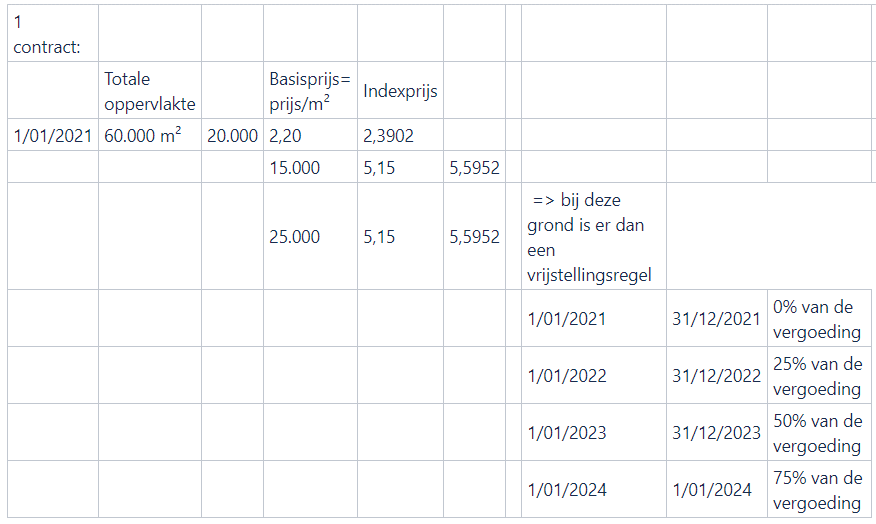 1
contract:
Totale
oppervlakte
Basisprijs=
prijs/m²
Indexprijs
1/01/2021 60.000 m² 20.000 2,20 2,3902
15.000 5,15 5,5952
25.000 5,15 5,5952
=> bij deze
grond is er dan
een
vrijstellingsregel
1/01/2021 31/12/2021 0% van de
vergoeding
1/01/2022 31/12/2022 25% van de
vergoeding
1/01/2023 31/12/2023 50% van de
vergoeding
1/01/2024 1/01/2024 75% van de
vergoeding